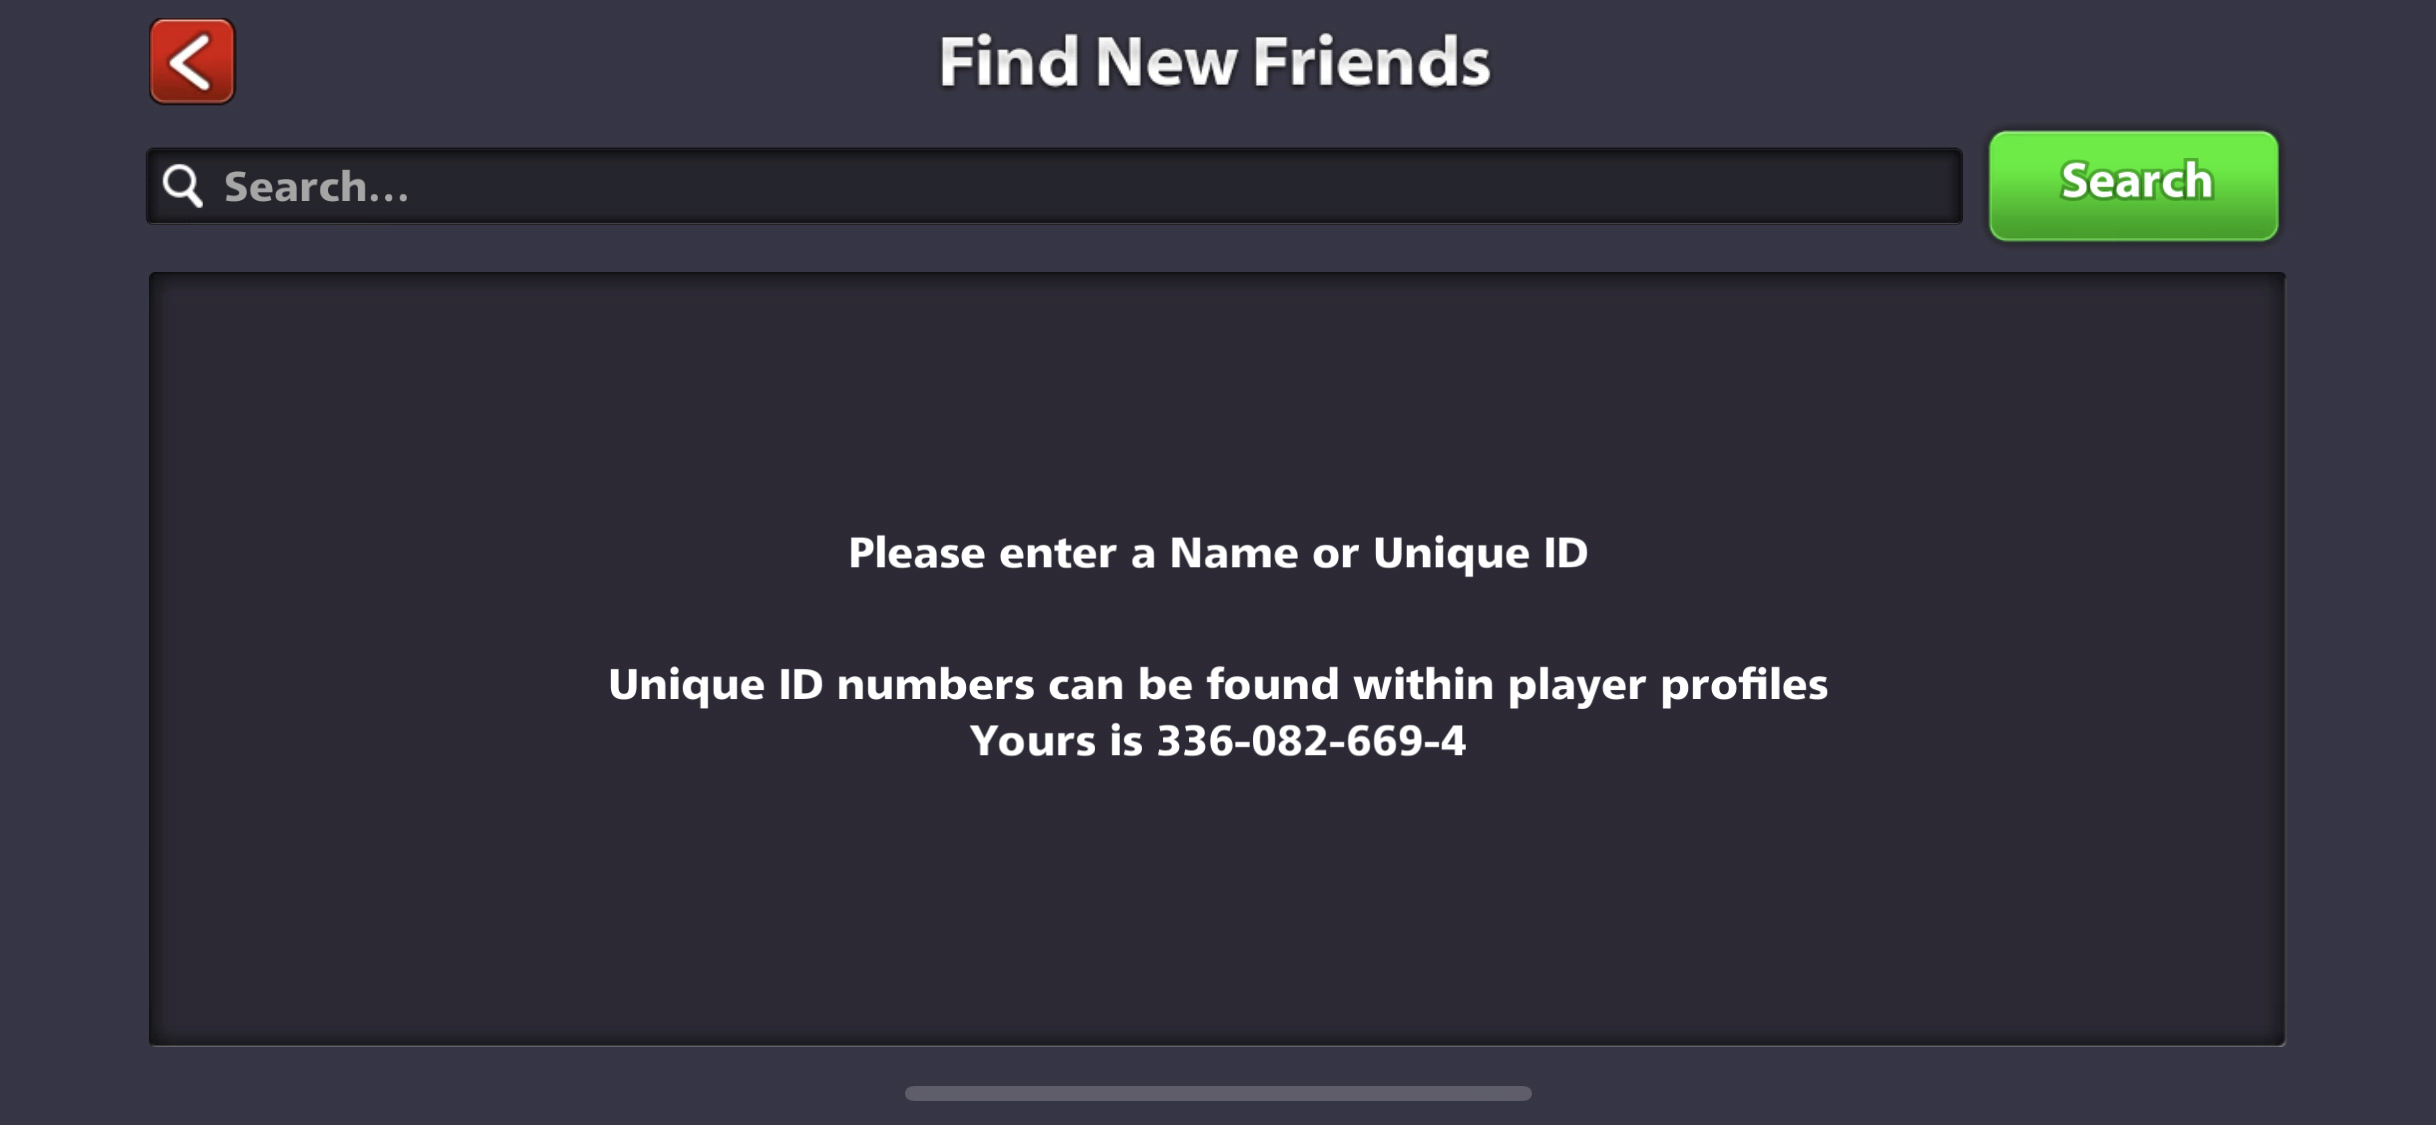 Find New Friends
Search...
Search
Please enter a Name or Unique ID
Unique ID numbers can be found within player profiles
Yours is 336-082-669-4